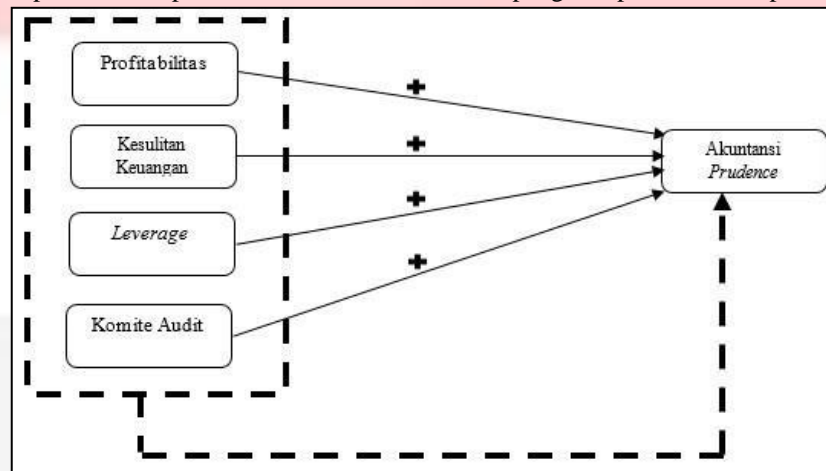 Profitabilitas
+
Kesulitan
Keuangan
+
Leverage
+
Komite Audit
+
Akuntansi
Prudence